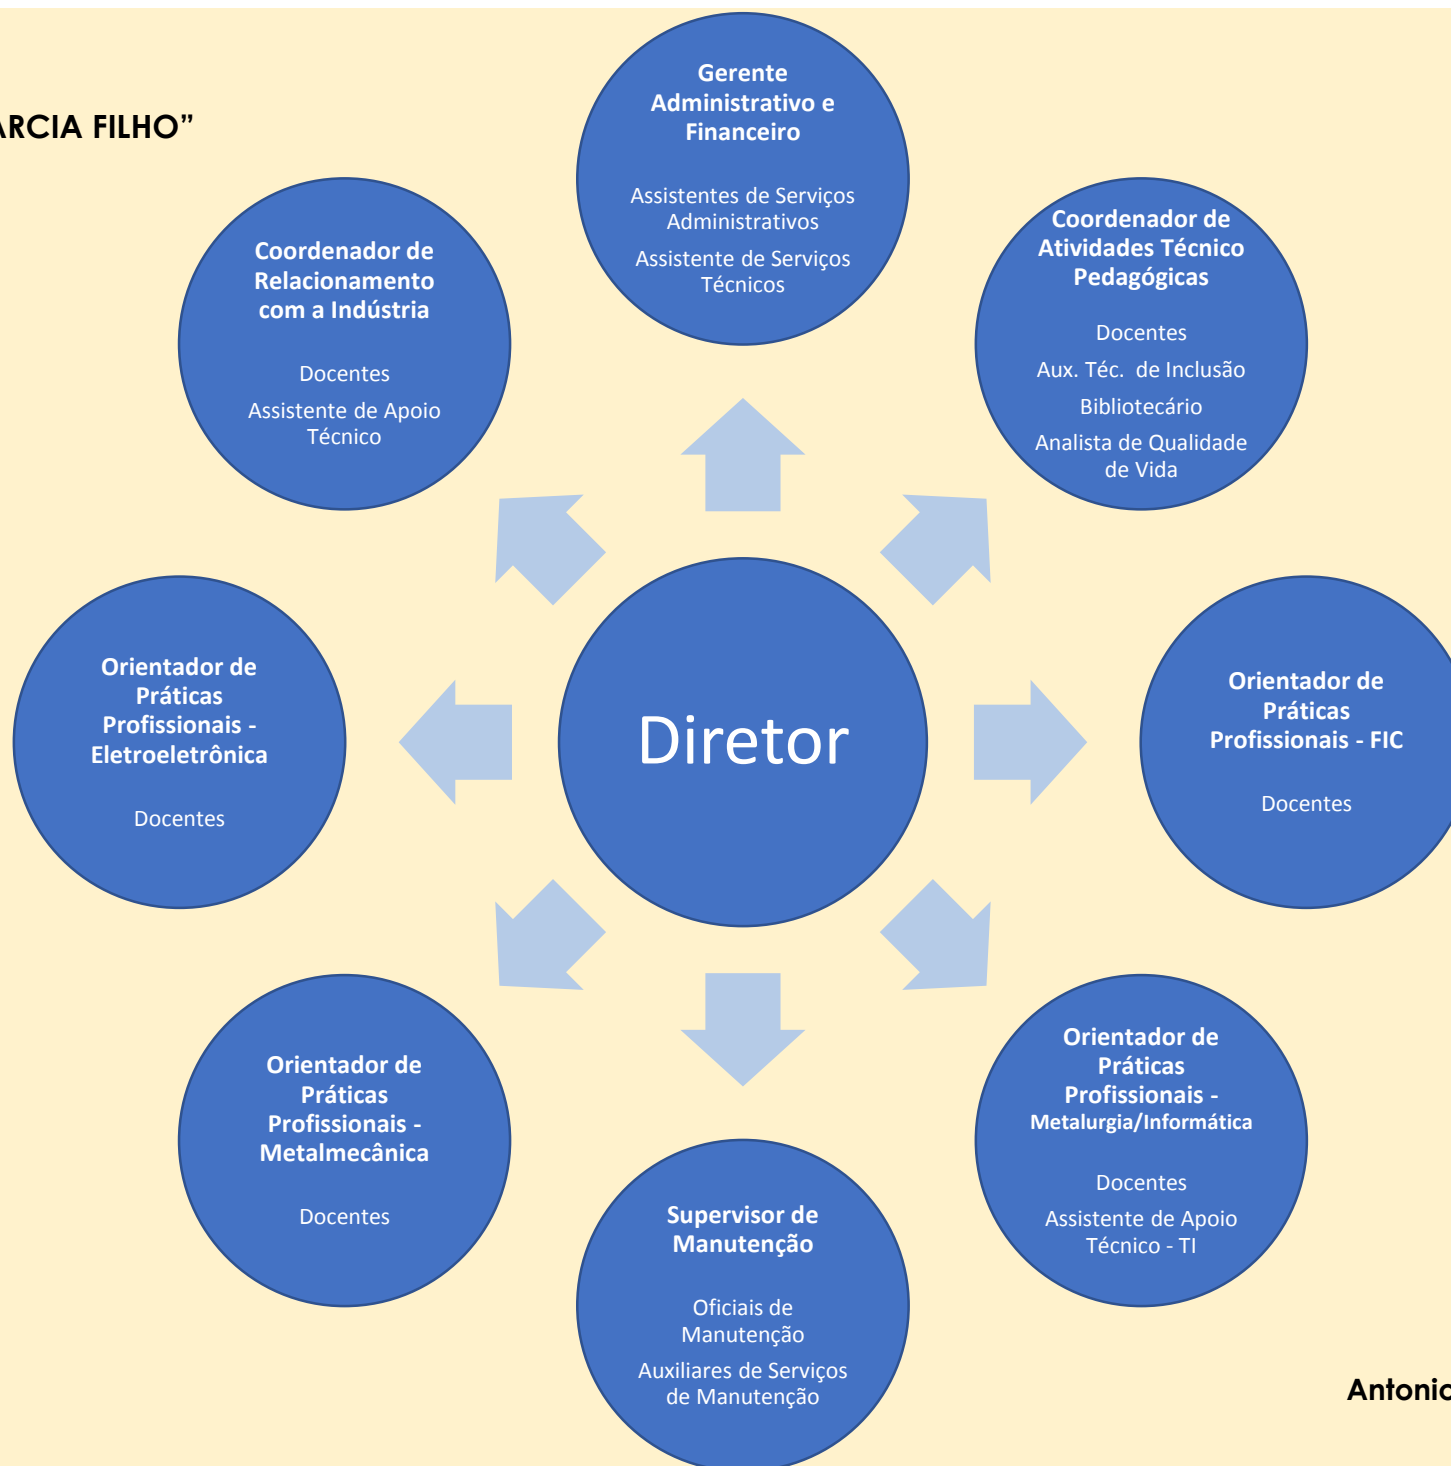 ARCIA FILHO”
Gerente
Administrativo e
Financeiro
Assistentes de Serviços
Administrativos
Assistente de Serviços
Técnicos
Coordenador de
Atividades Técnico
Pedagógicas
Docentes
Aux. Téc. de Inclusão
Bibliotecário
Analista de Qualidade
de Vida
Coordenador de
Relacionamento
com a Indústria
Docentes
Assistente de Apoio
Técnico
Orientador de
Práticas
Profissionais -
Eletroeletrônica
Docentes
Diretor
Orientador de
Práticas
Profissionais - FIC
Docentes
Orientador de
Práticas
Profissionais -
Metalmecânica
Docentes
Orientador de
Práticas
Profissionais -
Metalurgia/Informática
Docentes
Assistente de Apoio
Técnico - TI
Supervisor de
Manutenção
Oficiais de
Manutenção
Auxiliares de Serviços
de Manutenção
Antonio